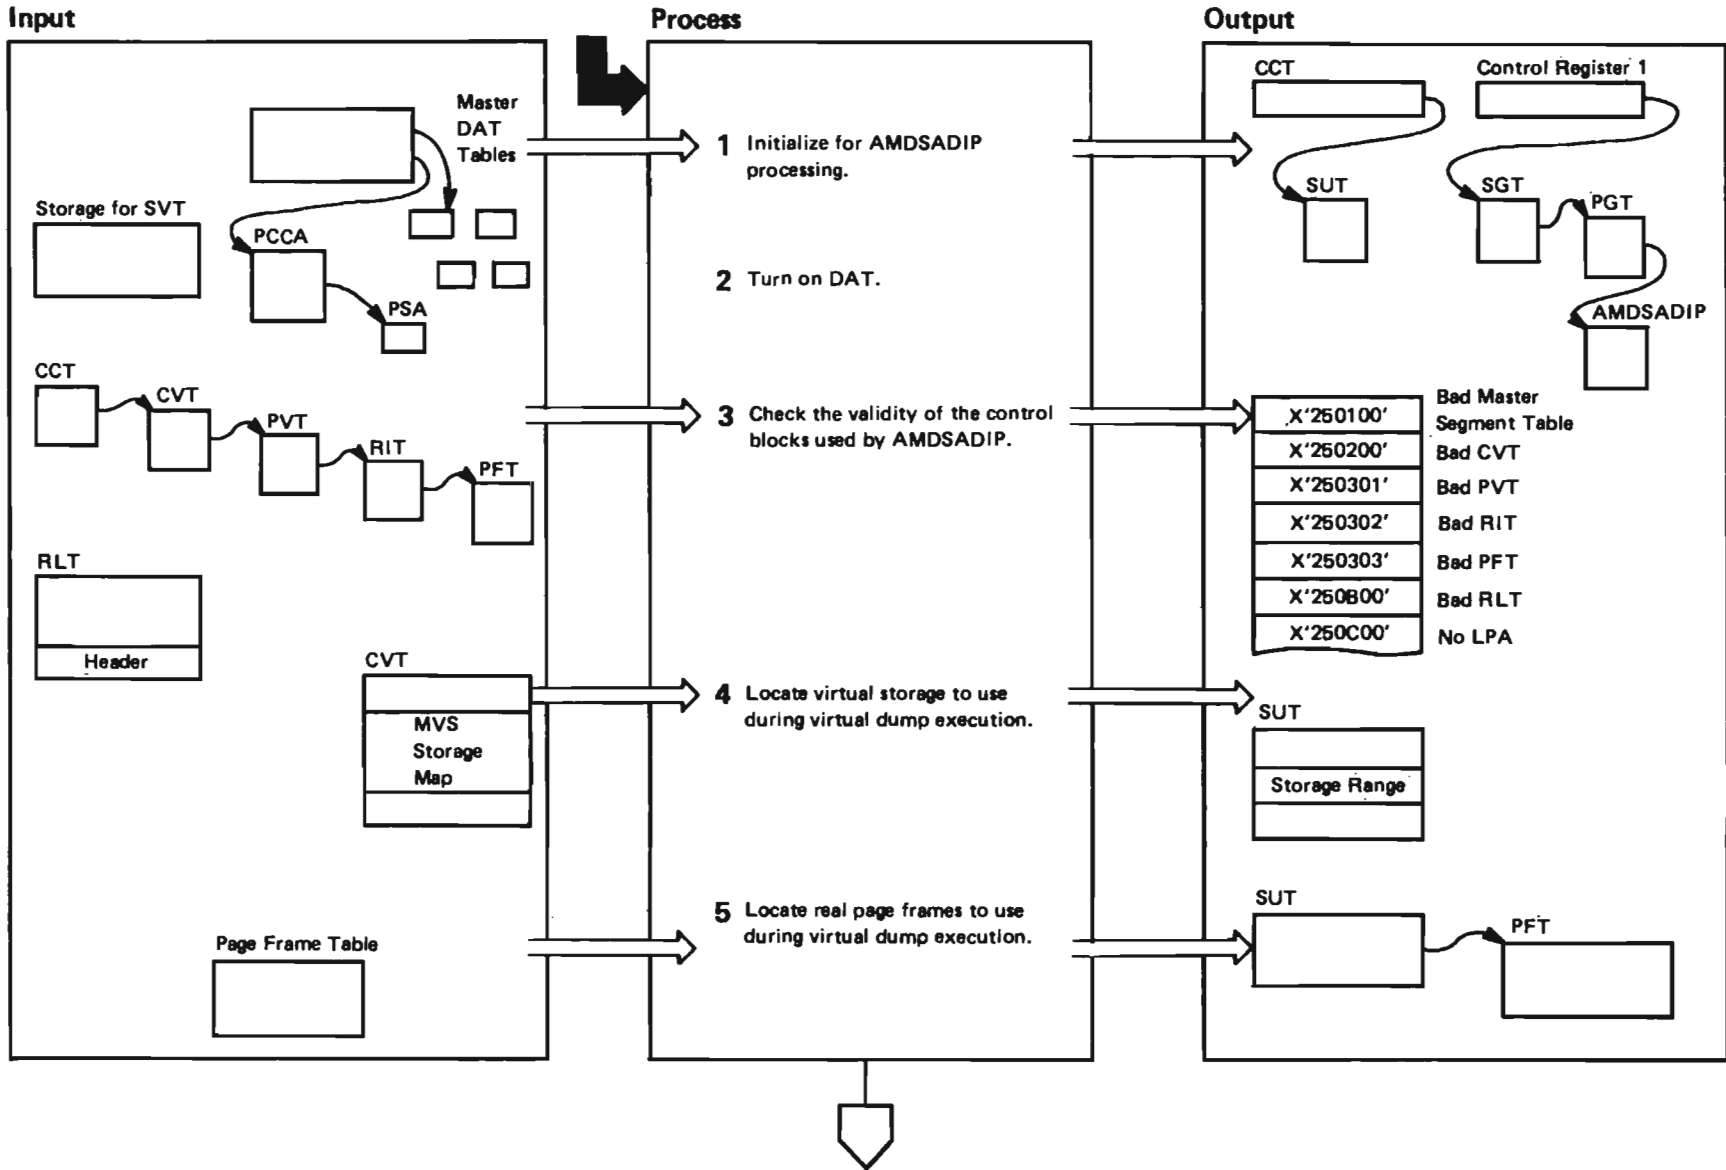 Input
Process
Output
Master
DAT
Tables
Storage for SVT
PCCA
PSA
CCT
CVT
PVT
RIT
PFT
RLT
Header
CVT
MVS
Storage
Map
Page Frame Table
1 Initialize for AMDSADIP
processing.
2 Turn on DAT.
3 Check the validity of the control
blocks used by AMDSADIP.
4 Locate virtual storage to use
during virtual dump execution.
5 Locate real page frames to use
during virtual dump execution.
CCT
Control Register 1
SUT
SGT
PGT
AMDSADIP
X'250100' Bad Master
Segment Table
X'250200' Bad CVT
X'250301' Bad PVT
X'250302' Bad RIT
X'250303' Bad PFT
X'250B00' Bad RLT
X'250C00' No LPA
SUT
Storage Range
SUT
PFT